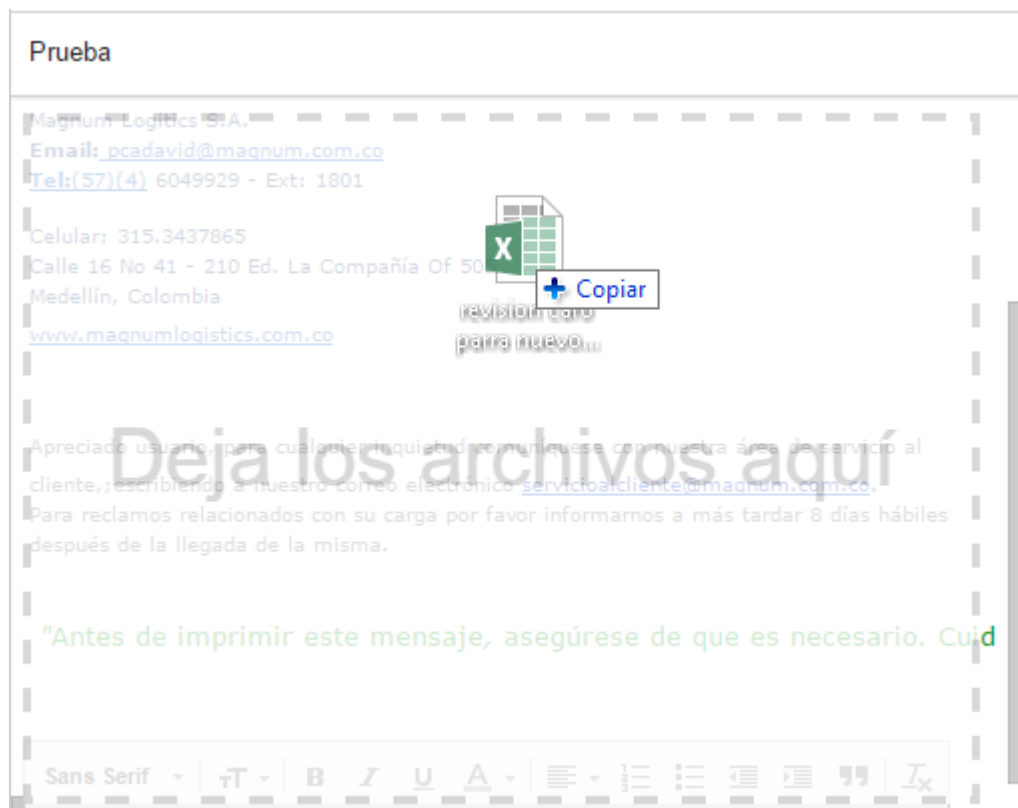 Prueba
Magnum Logitics S.A.
Email: pcadavid@magnum.com.co
Tel:(57)(4) 6049929 - Ext: 1801
Celular: 315.3437865
Calle 16 No 41 - 210 Ed. La Compañía Of 50
Medellín, Colombia
www.magnumlogistics.com.co
X
Copiar
revision caro
parra nuevo...
Deja los archivos aquí
Apreciado usuario, para cualquier inquietud comuníquese con nuestra área de servicio al
cliente, escribiendo a nuestro correo electrónico servicioalcliente@magnum.com.co.
Para reclamos relacionados con su carga por favor informarnos a más tardar 8 días hábiles
después de la llegada de la misma.
"Antes de imprimir este mensaje, asegúrese de que es necesario. Cuid
Sans Serif TT B I U A Tx